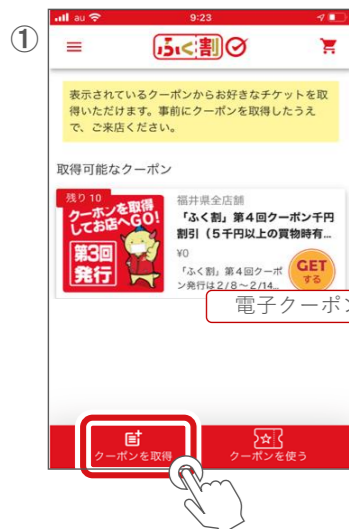 ①
au 9:23
ふく割
表示されているクーポンからお好きなチケットを取
得いただけます。事前にクーポンを取得したうえ
で、ご来店ください。
取得可能なクーポン
残り10
クーポンを取得
してお店へGO!
第3回
発行
福井県全店舗
「ふく割」第4回クーポン千円
割引（5千円以上の買物時有...
¥0
「ふく割」第4回クーポ
ン発行は2/8～2/14...
GET
する
電子クーポン
クーポンを取得
クーポンを使う